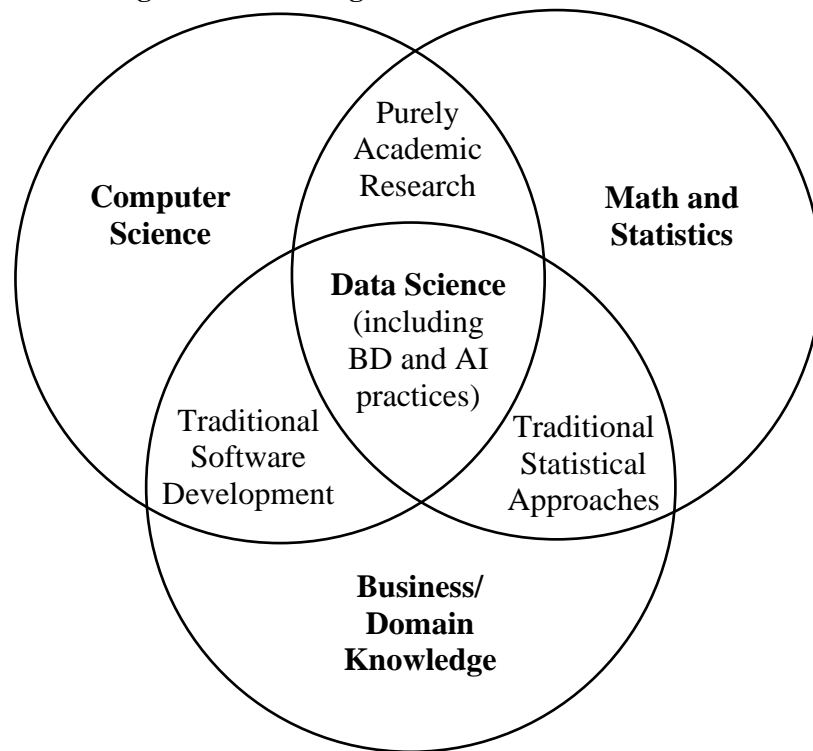 Purely
Academic
Research
Computer
Science
Math and
Statistics
Data Science
(including
BD and AI
practices)
Traditional
Software
Development
Traditional
Statistical
Approaches
Business/
Domain
Knowledge